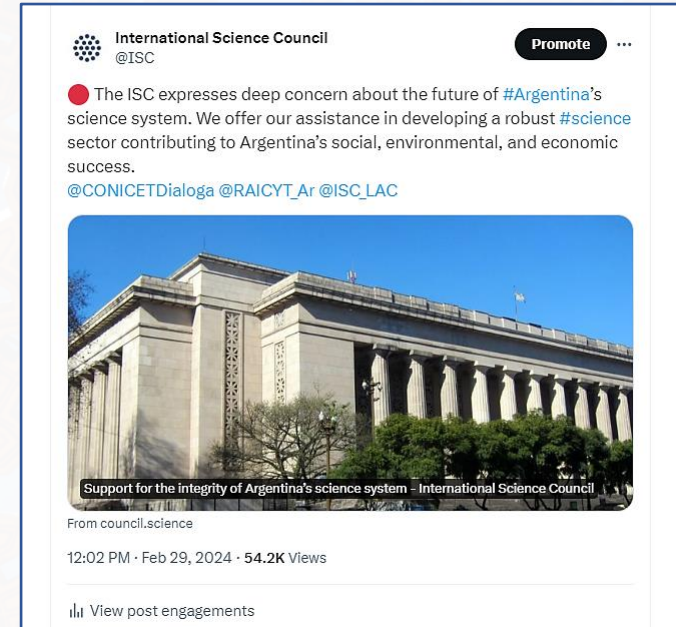 International Science Council
@ISC
Promote
🔴 The ISC expresses deep concern about the future of #Argentina's
science system. We offer our assistance in developing a robust #science
sector contributing to Argentina's social, environmental, and economic
success.
@CONICETDialoga @RAICYT_Ar @ISC_LAC
Support for the integrity of Argentina's science system – International Science Council
From council.science
12:02 PM · Feb 29, 2024 · 54.2K Views
View post engagements